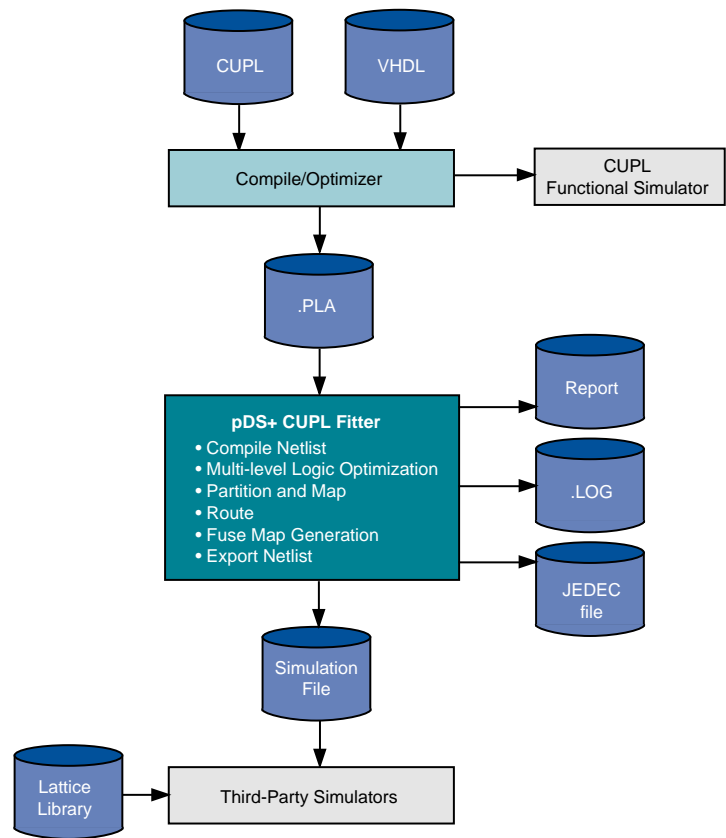 CUPL
VHDL
Compile/Optimizer
CUPL
Functional Simulator
.PLA
Report
pDS+ CUPL Fitter
• Compile Netlist
• Multi-level Logic Optimization
• Partition and Map
• Route
• Fuse Map Generation
• Export Netlist
.LOG
JEDEC
file
Simulation
File
Lattice
Library
Third-Party Simulators